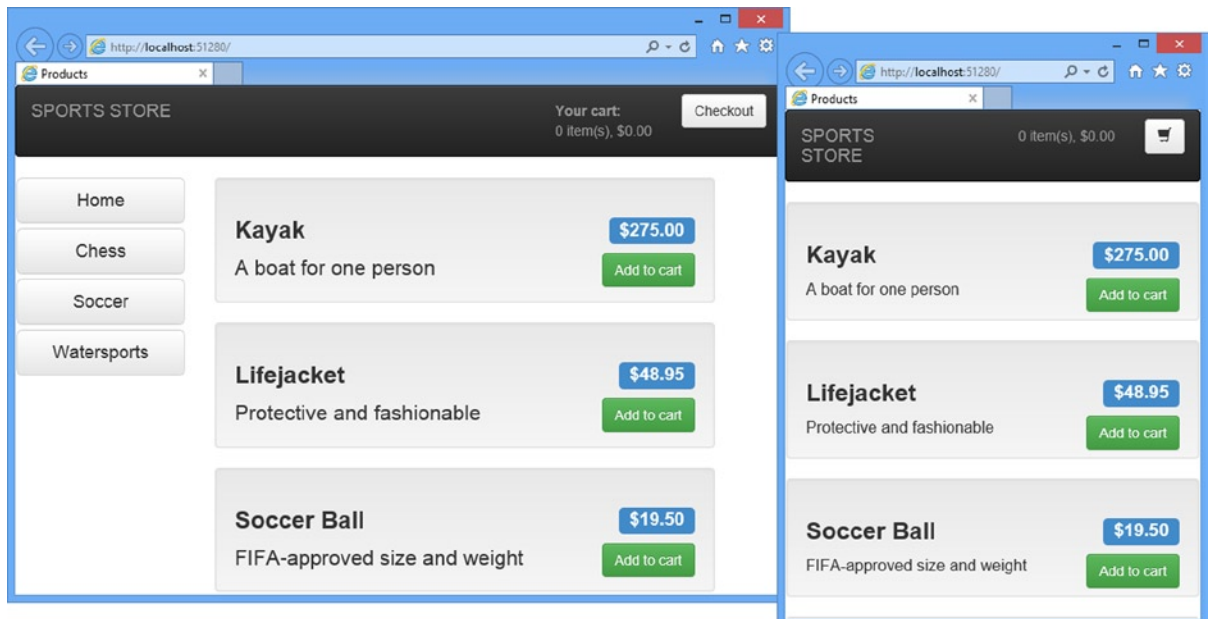 http://localhost:51280/
Products
SPORTS STORE
Your cart:
0 item(s), $0.00
Checkout
Home
Chess
Soccer
Watersports
Kayak
$275.00
A boat for one person
Add to cart
Lifejacket
$48.95
Protective and fashionable
Add to cart
Soccer Ball
$19.50
FIFA-approved size and weight
Add to cart
http://localhost:51280/
Products
SPORTS
STORE
0 item(s), $0.00
Kayak
$275.00
A boat for one person
Add to cart
Lifejacket
$48.95
Protective and fashionable
Add to cart
Soccer Ball
$19.50
FIFA-approved size and weight
Add to cart